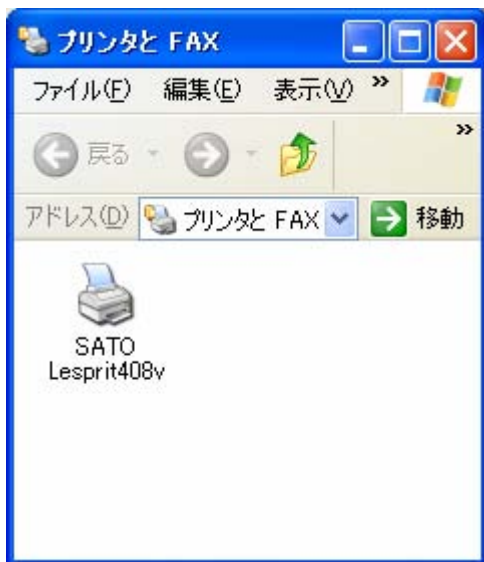 プリンタと FAX
ファイル(F) 編集(E) 表示(V) »
戻る »
アドレス(D) プリンタと FAX 移動
SATO
Lesprit408v